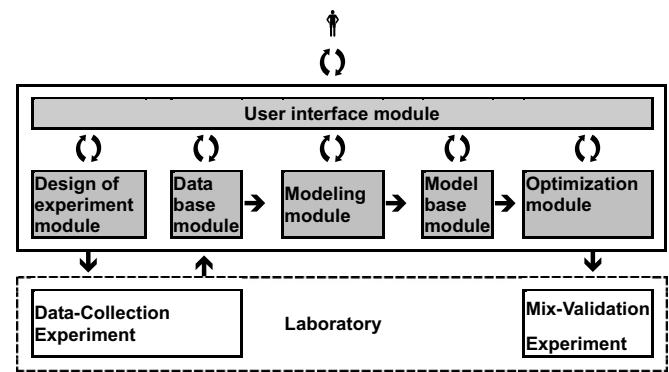 User interface module
Design of
experiment
module
Data
base
module
Modeling
module
Model
base
module
Optimization
module
Data-Collection
Experiment
Laboratory
Mix-Validation
Experiment